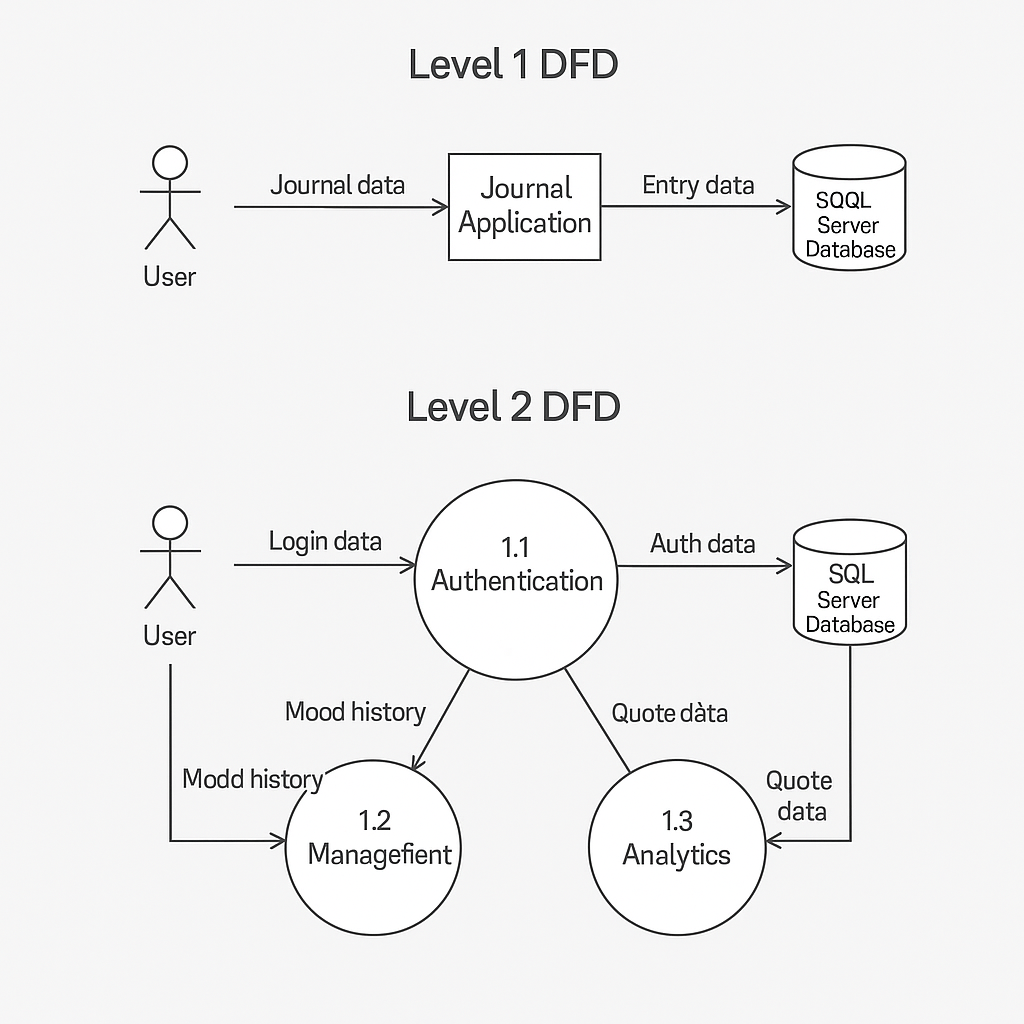 Level 1 DFD
Journal data
Journal
Application
Entry data
SQQL
Server
Database
User
Level 2 DFD
Login data
1.1
Authentication
Auth data
SQL
Server
Database
User
Mood history
Quote dàta
Modd history
Quote
data
1.2
Managefient
1.3
Analytics